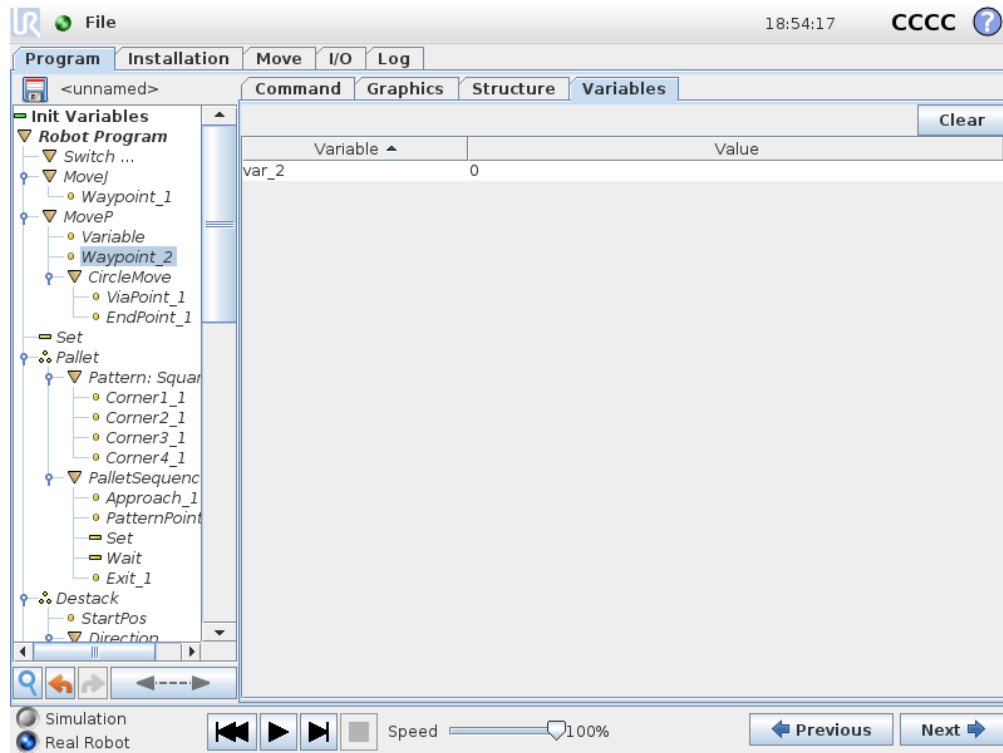 UR File 18:54:17 CCCC ?
Program Installation Move I/O Log
<unnamed> Command Graphics Structure Variables
Init Variables
Clear
Robot Program
Variable Value
Switch ...
var_2 0
MoveJ
Waypoint_1
MoveP
Variable
Waypoint_2
CircleMove
ViaPoint_1
EndPoint_1
Set
Pallet
Pattern: Squar
Corner1_1
Corner2_1
Corner3_1
Corner4_1
PalletSequenc
Approach_1
PatternPoint
Set
Wait
Exit_1
Destack
StartPos
Direction
Simulation
Real Robot
Speed 100% Previous Next